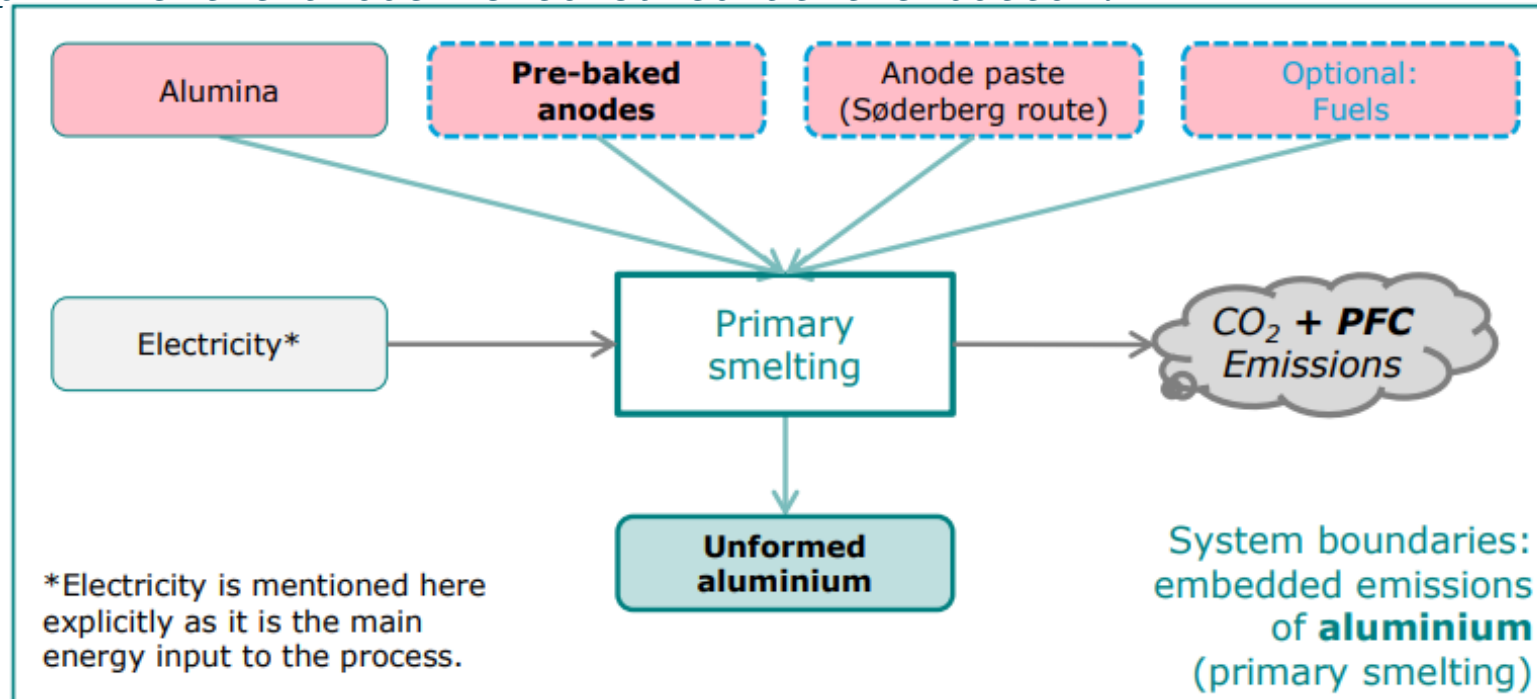 Alumina
Pre-baked
anodes
Anode paste
(Søderberg route)
Optional:
Fuels
Electricity*
Primary
smelting
CO₂ + PFC
Emissions
Unformed
aluminium
*Electricity is mentioned here
explicitly as it is the main
energy input to the process.
System boundaries:
embedded emissions
of aluminium
(primary smelting)